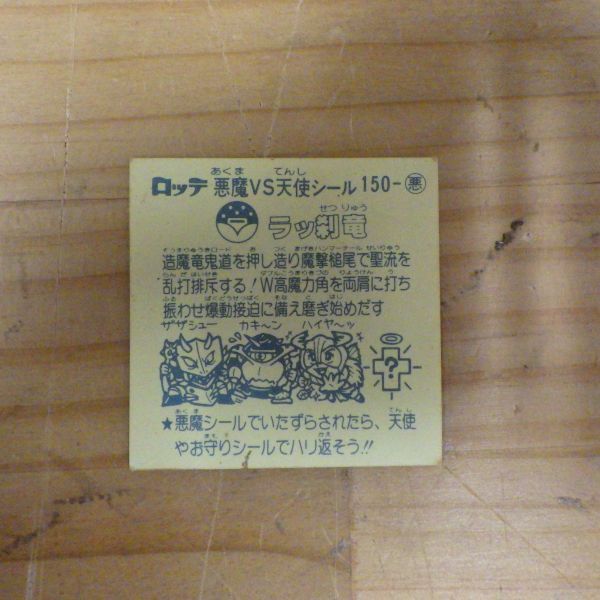 ロッテ 悪魔VS天使シール 150-悪
ラッ刹竜
造魔竜鬼道を押し造り魔撃槌尾で聖流を
乱打排斥する!W高魔力角を両肩に打ち
振わせ爆動接迫に備え磨ぎ始めだす
ザザシュー カキ〜ン ハイヤ〜ッ
?
★悪魔シールでいたずらされたら、天使
やお守りシールでハリ返そう!!